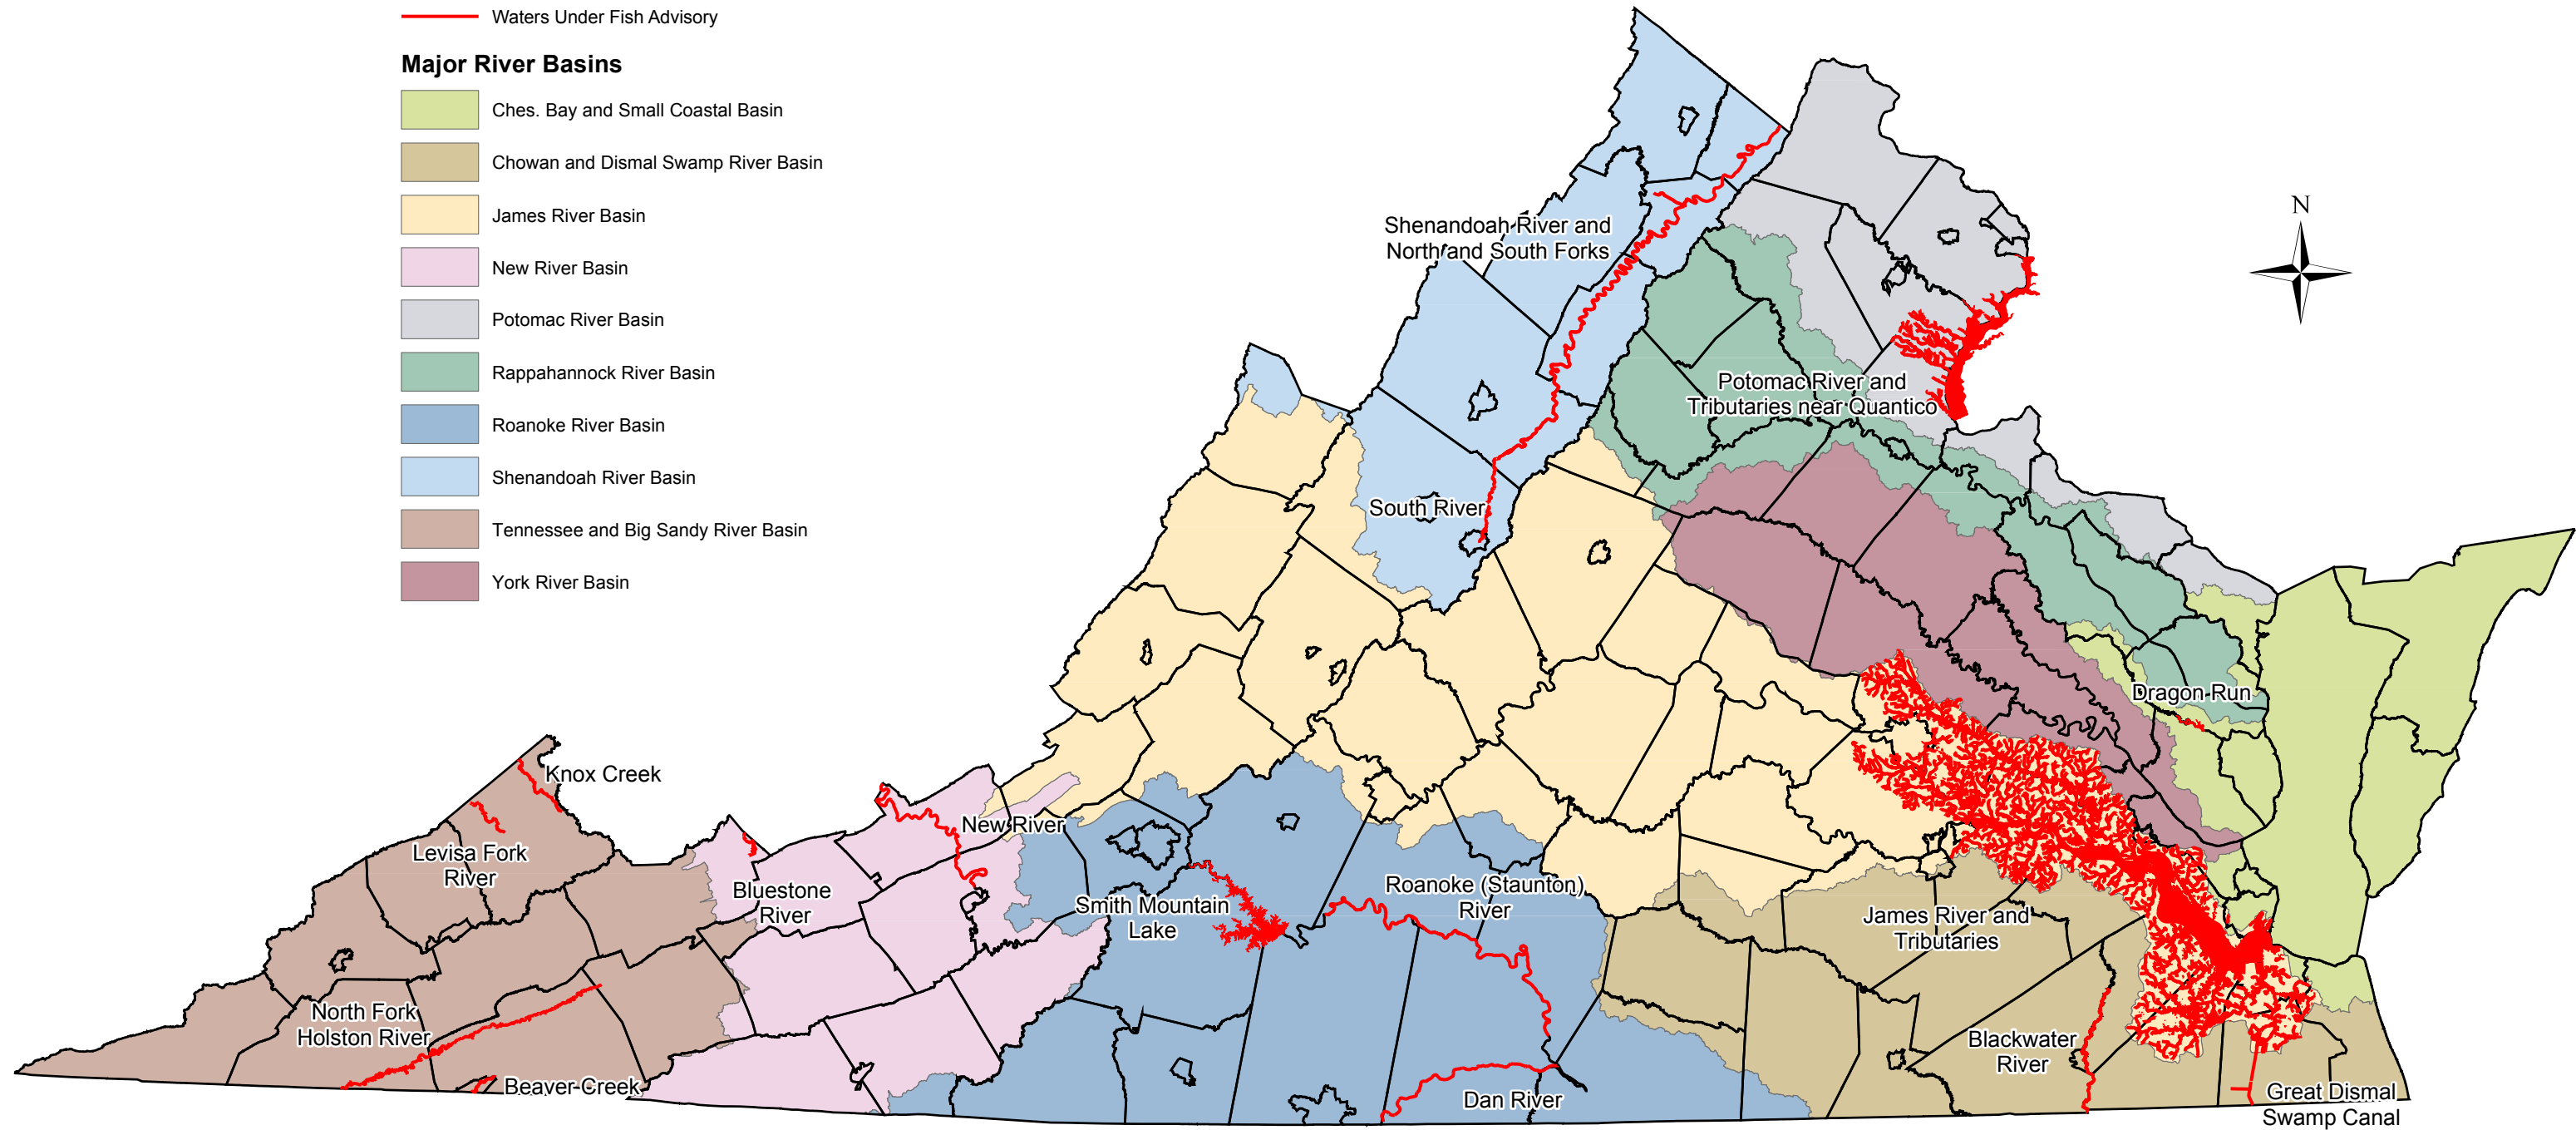 Waters Under Fish Advisory
Major River Basins
Ches. Bay and Small Coastal Basin
Chowan and Dismal Swamp River Basin
James River Basin
New River Basin
Potomac River Basin
Rappahannock River Basin
Roanoke River Basin
Shenandoah River Basin
Tennessee and Big Sandy River Basin
York River Basin
N
Shenandoah River and
North and South Forks
Potomac River and
Tributaries near Quantico
South River
Dragon Run
Knox Creek
New River
Levisa Fork
River
Bluestone
River
Smith Mountain
Lake
Roanoke (Staunton)
River
James River and
Tributaries
North Fork
Holston River
Blackwater
River
Beaver Creek
Dan River
Great Dismal
Swamp Canal